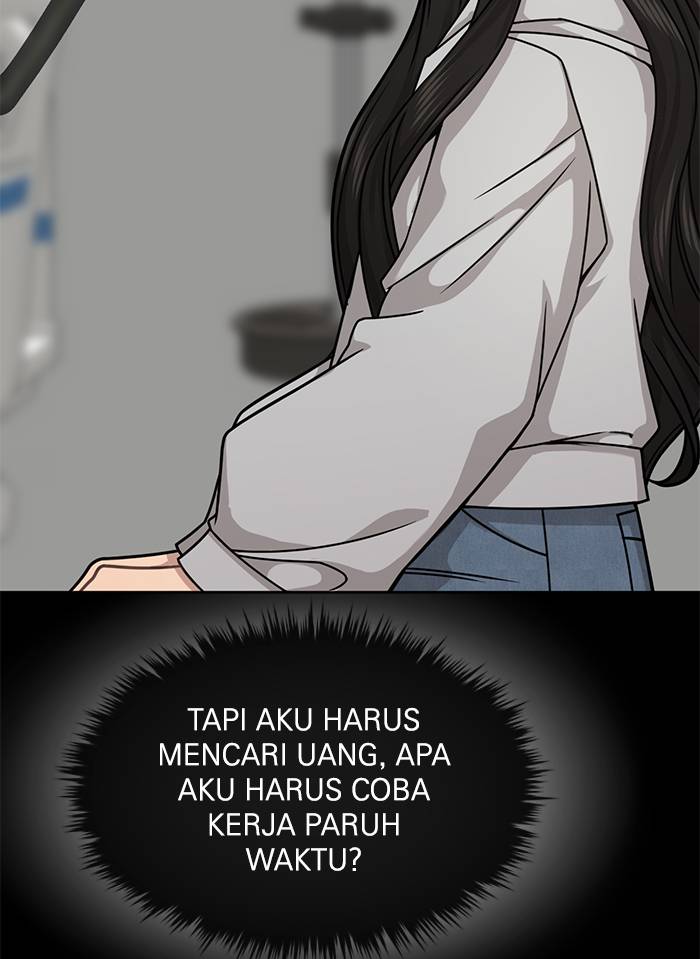 TAPI AKU HARUS
MENCARI UANG, APA
AKU HARUS COBA
KERJA PARUH
WAKTU?